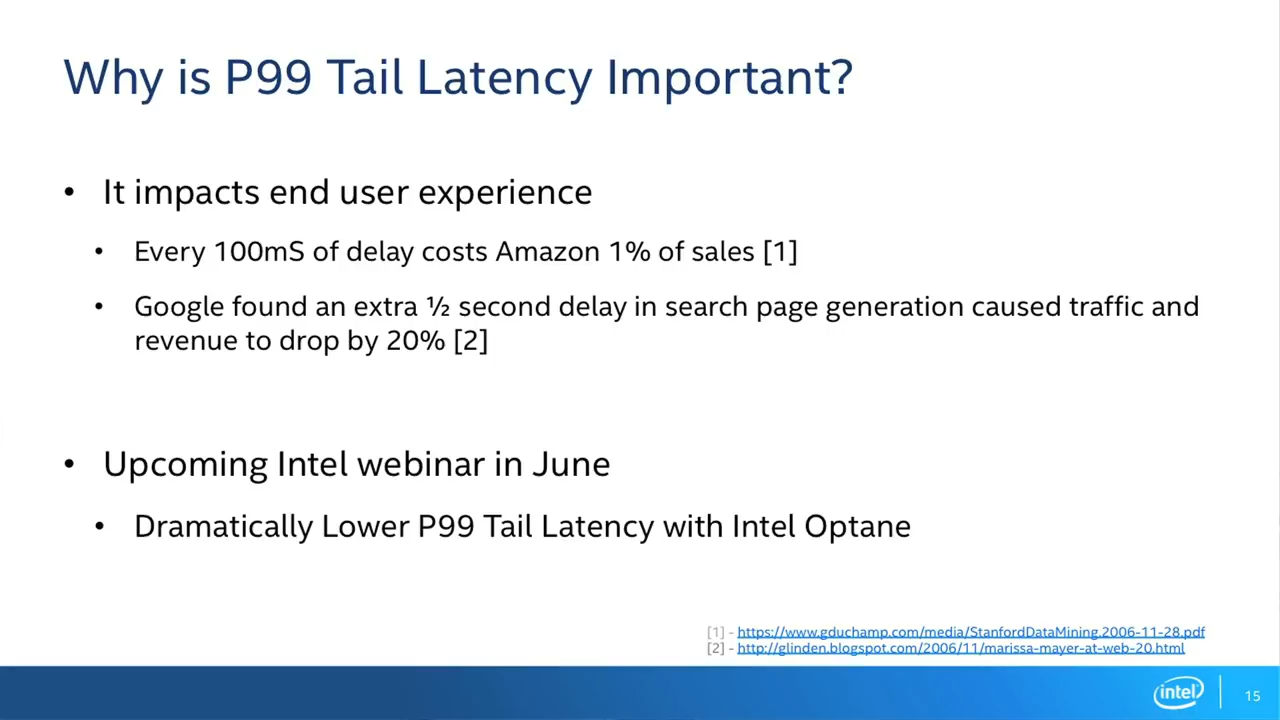 Why is P99 Tail Latency Important?
• It impacts end user experience
• Every 100mS of delay costs Amazon 1% of sales [1]
• Google found an extra ½ second delay in search page generation caused traffic and
revenue to drop by 20% [2]
• Upcoming Intel webinar in June
• Dramatically Lower P99 Tail Latency with Intel Optane
[1] - https://www.gduchamp.com/media/StanfordDataMining.2006-11-28.pdf
[2] - http://glinden.blogspot.com/2006/11/marissa-mayer-at-web-20.html
intel
15